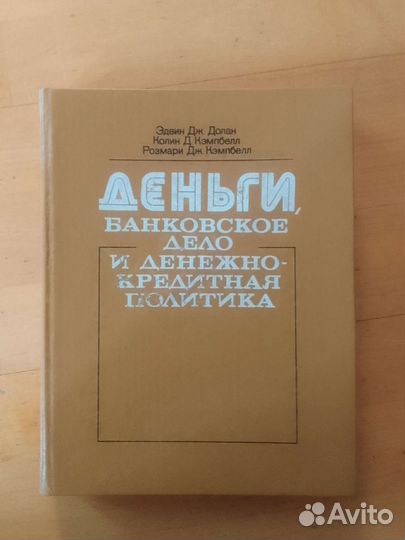 Эдвин Дж. Долан
Колин Д. Кэмпбелл
Розмари Дж. Кэмпбелл
ДЕНЬГИ,
БАНКОВСКОЕ
ДЕЛО
И ДЕНЕЖНО-
КРЕДИТНАЯ
ПОЛИТИКА
Avito